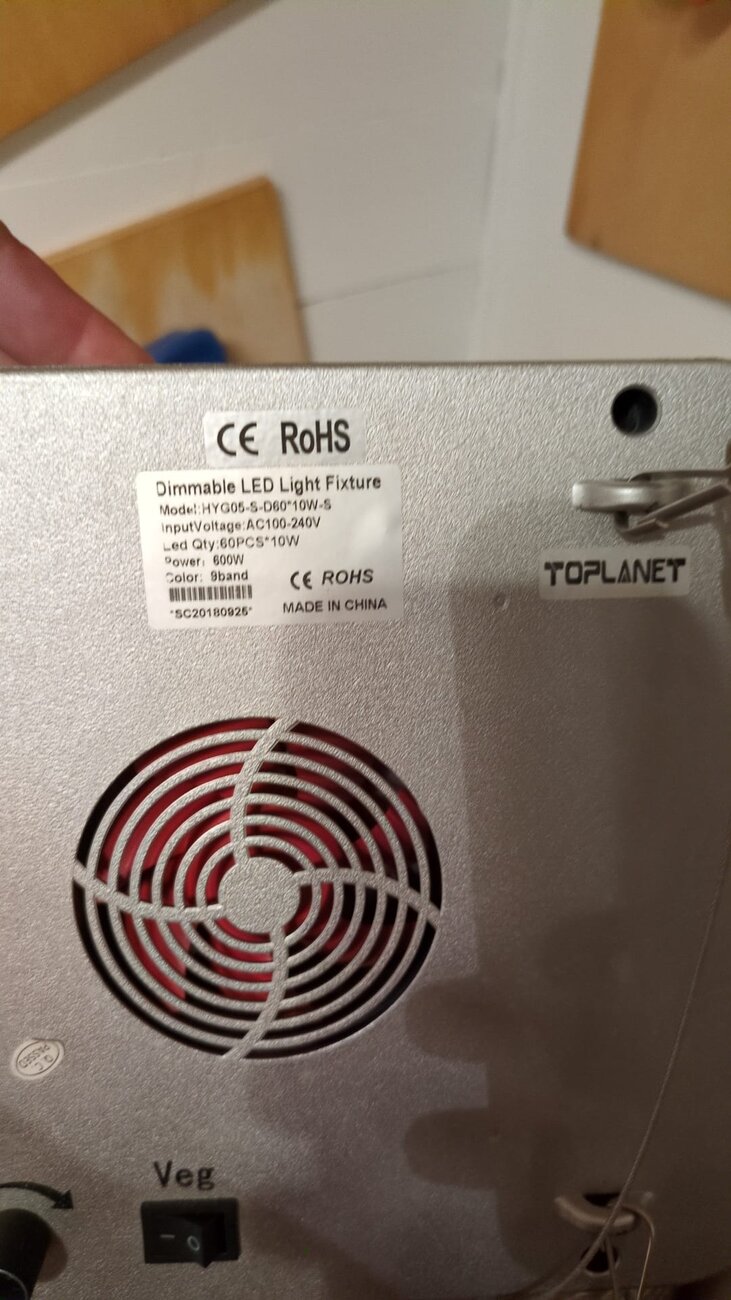 CE RoHS
Dimmable LED Light Fixture
Model:HYG05-S-D60*10W-S
InputVoltage:AC100-240V
Led Qty:60PCS*10W
Power: 600W
Color: 9band
CE ROHS
*SC20180925*
MADE IN CHINA
TOPLANET
Q.C
PASSED
Veg